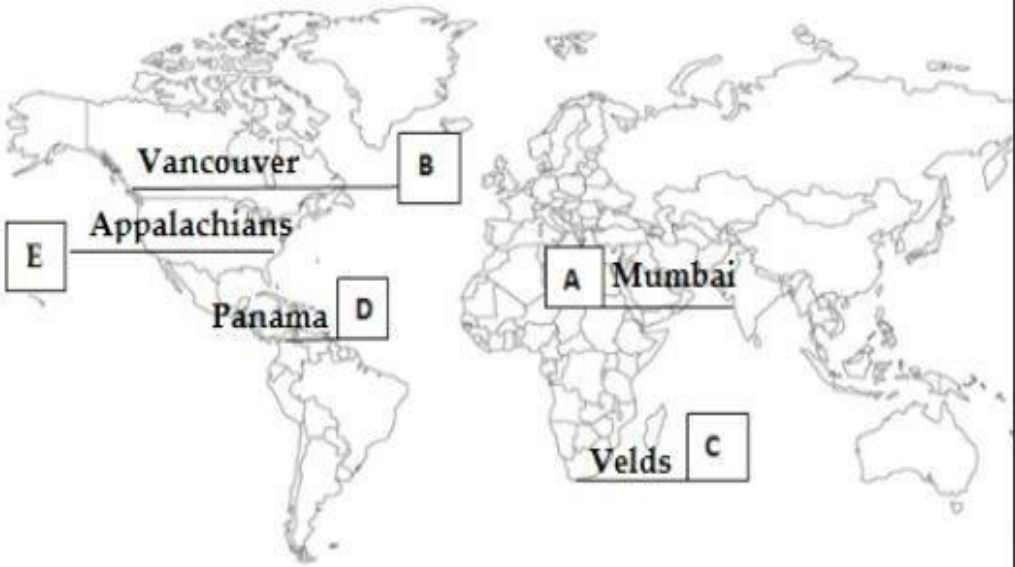 Vancouver
B
Appalachians
E
A
Mumbai
Panama
D
Velds
C